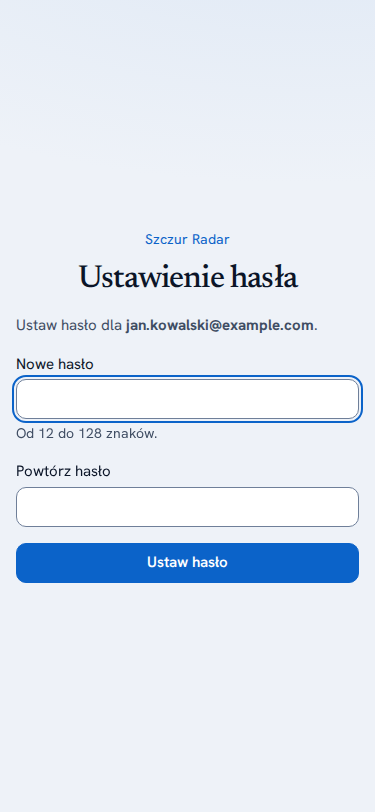 Szczur Radar
Ustawienie hasła
Ustaw hasło dla jan.kowalski@example.com.
Nowe hasło
Od 12 do 128 znaków.
Powtórz hasło
Ustaw hasło